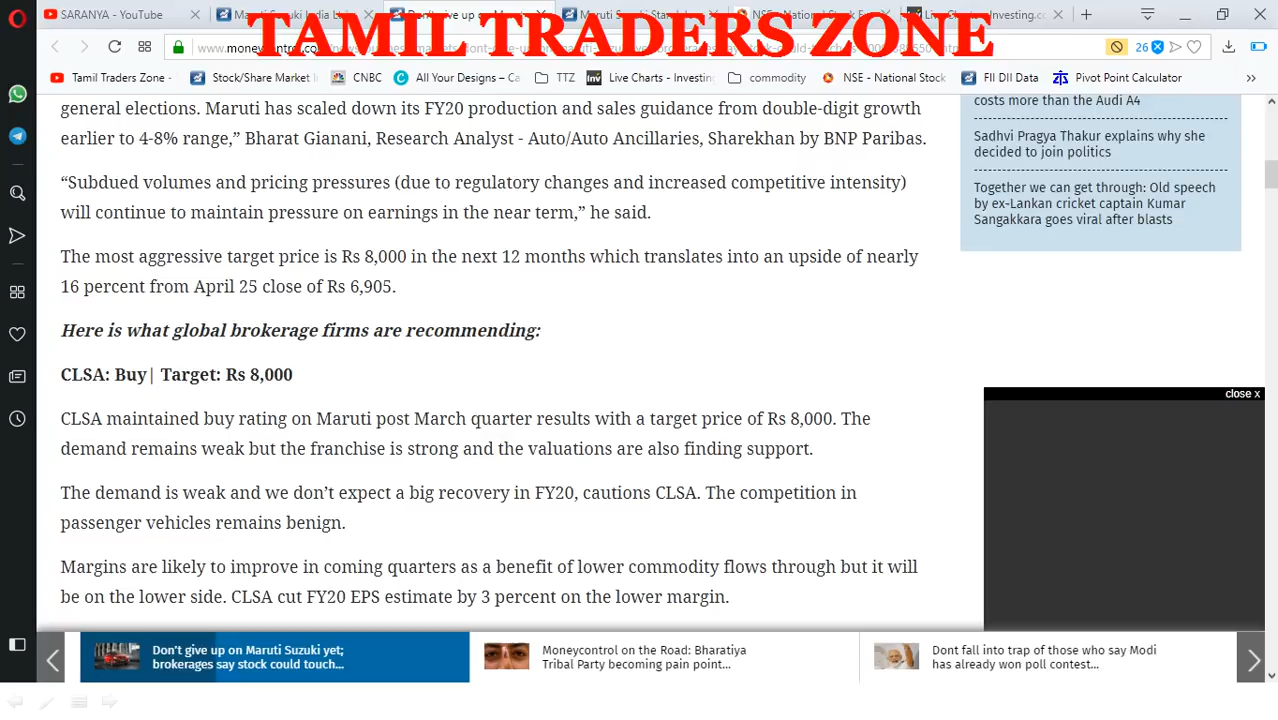 SARANYA - YouTube
TAMIL TRADERS ZONE
Live Charts - Investing.co
26
Tamil Traders Zone -
Stock/Share Market I
CNBC
All Your Designs – Ca
TTZ
Live Charts - Investin
commodity
NSE - National Stock
FII DII Data
Pivot Point Calculator
general elections. Maruti has scaled down its FY20 production and sales guidance from double-digit growth
earlier to 4-8% range,” Bharat Gianani, Research Analyst - Auto/Auto Ancillaries, Sharekhan by BNP Paribas.
“Subdued volumes and pricing pressures (due to regulatory changes and increased competitive intensity)
will continue to maintain pressure on earnings in the near term,” he said.
The most aggressive target price is Rs 8,000 in the next 12 months which translates into an upside of nearly
16 percent from April 25 close of Rs 6,905.
Here is what global brokerage firms are recommending:
CLSA: Buy| Target: Rs 8,000
CLSA maintained buy rating on Maruti post March quarter results with a target price of Rs 8,000. The
demand remains weak but the franchise is strong and the valuations are also finding support.
The demand is weak and we don’t expect a big recovery in FY20, cautions CLSA. The competition in
passenger vehicles remains benign.
Margins are likely to improve in coming quarters as a benefit of lower commodity flows through but it will
be on the lower side. CLSA cut FY20 EPS estimate by 3 percent on the lower margin.
costs more than the Audi A4
Sadhvi Pragya Thakur explains why she
decided to join politics
Together we can get through: Old speech
by ex-Lankan cricket captain Kumar
Sangakkara goes viral after blasts
close x
Don't give up on Maruti Suzuki yet;
brokerages say stock could touch...
Moneycontrol on the Road: Bharatiya
Tribal Party becoming pain point...
Dont fall into trap of those who say Modi
has already won poll contest...